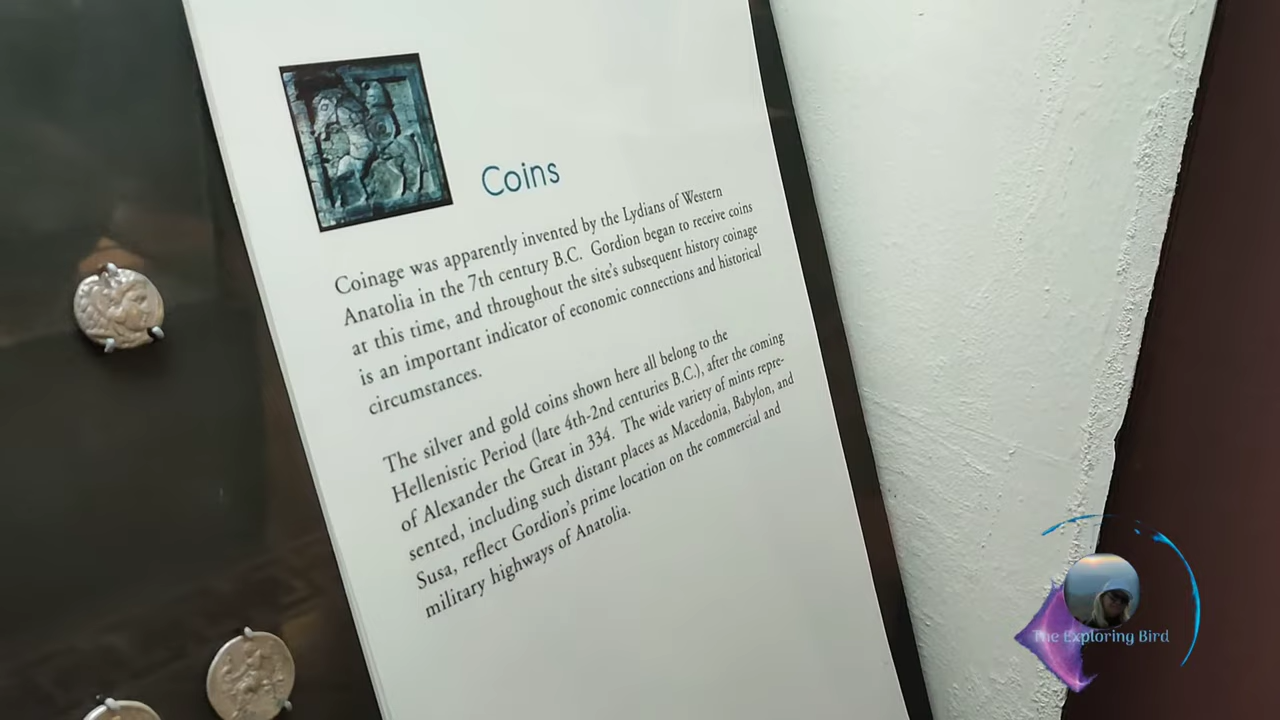 Coins
Coinage was apparently invented by the Lydians of Western
Anatolia in the 7th century B.C. Gordion began to receive coins
at this time, and throughout the site's subsequent history coinage
is an important indicator of economic connections and historical
circumstances.
The silver and gold coins shown here all belong to the
Hellenistic Period (late 4th-2nd centuries B.C.), after the coming
of Alexander the Great in 334. The wide variety of mints repre-
sented, including such distant places as Macedonia, Babylon, and
Susa, reflect Gordion's prime location on the commercial and
military highways of Anatolia.
The Exploring Bird